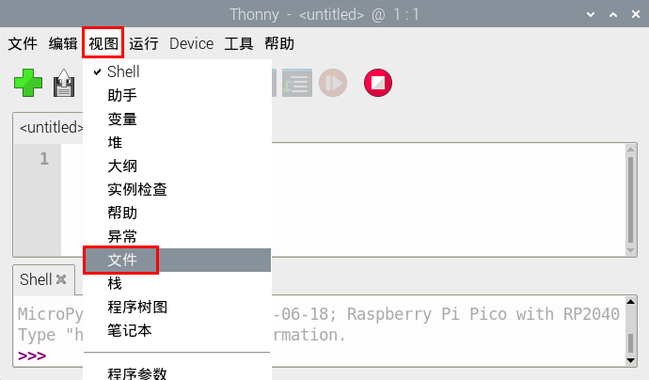 Thonny - <untitled> @ 1 : 1
文件 编辑 视图 运行 Device 工具 帮助
Shell
助手
变量
<untitled>
堆
1
大纲
实例检查
帮助
异常
文件
Shell
栈
程序树图
MicroPy -06-18; Raspberry Pi Pico with RP2040
笔记本
Type "h rmation.
>>>
程序参数